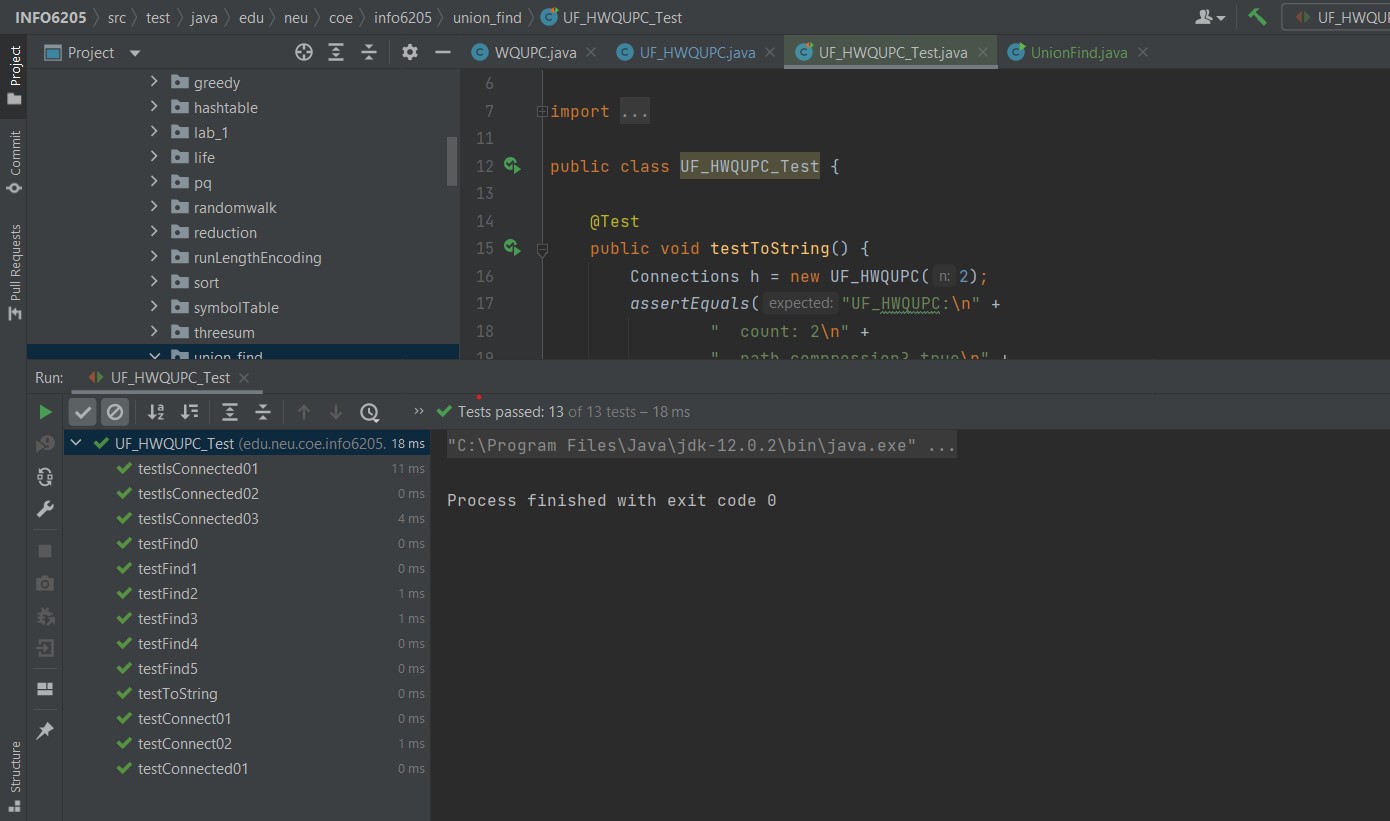 INFO6205 〉 src 〉 test 〉 java 〉 edu 〉 neu 〉 coe 〉 info6205 〉 union_find 〉 UF_HWQUPC_Test
UF_HWQU
Project
WQUPC.java
UF_HWQUPC.java
UF_HWQUPC_Test.java
UnionFind.java
Project
Commit
Pull Requests
Structure
greedy
hashtable
lab_1
life
pq
randomwalk
reduction
runLengthEncoding
sort
symbolTable
threesum
union_find
6
7 import ...
11
12 public class UF_HWQUPC_Test {
13
14 @Test
15 public void testToString() {
16 Connections h = new UF_HWQUPC( n: 2);
17 assertEquals( expected: "UF_HWQUPC:\n" +
18 "  count: 2\n" +
19 "  path compression? true\n" +
Run: UF_HWQUPC_Test
Tests passed: 13 of 13 tests – 18 ms
UF_HWQUPC_Test (edu.neu.coe.info6205. 18 ms
testIsConnected01 11 ms
testIsConnected02 0 ms
testIsConnected03 4 ms
testFind0 0 ms
testFind1 0 ms
testFind2 1 ms
testFind3 1 ms
testFind4 0 ms
testFind5 0 ms
testToString 0 ms
testConnect01 0 ms
testConnect02 1 ms
testConnected01 0 ms
"C:\Program Files\Java\jdk-12.0.2\bin\java.exe" ...
Process finished with exit code 0